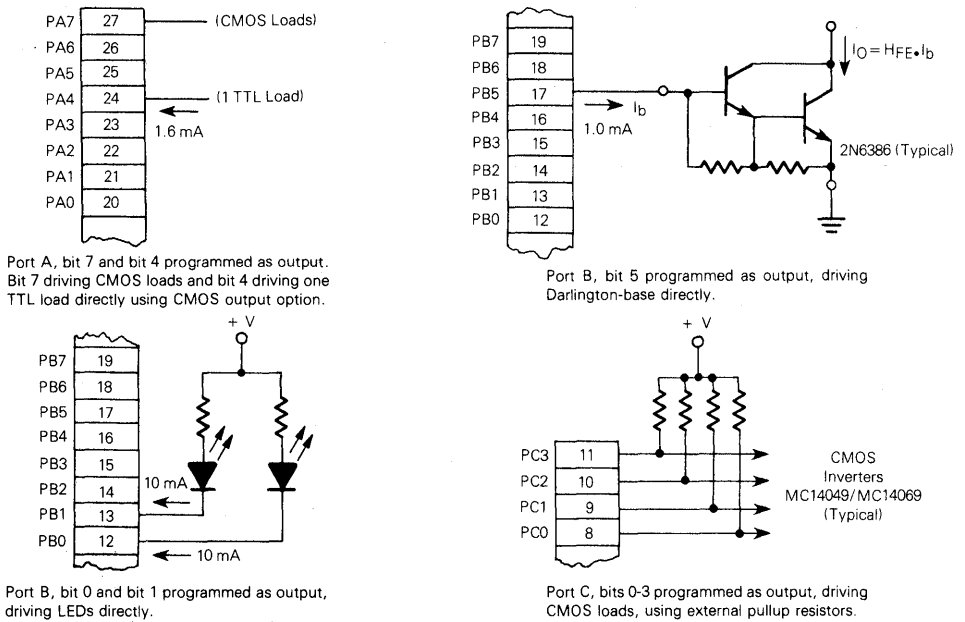 PA7 27 (CMOS Loads)
PA6 26
PA5 25
PA4 24 (1 TTL Load)
PA3 23 1.6 mA
PA2 22
PA1 21
PA0 20
Port A, bit 7 and bit 4 programmed as output.
Bit 7 driving CMOS loads and bit 4 driving one
TTL load directly using CMOS output option.
PB7 19
PB6 18
PB5 17 Ib
PB4 16 1.0 mA
PB3 15
PB2 14
PB1 13
PB0 12
IO = HFE•Ib
2N6386 (Typical)
Port B, bit 5 programmed as output, driving
Darlington-base directly.
+ V
PB7 19
PB6 18
PB5 17
PB4 16
PB3 15
PB2 14 10 mA
PB1 13
PB0 12 10 mA
Port B, bit 0 and bit 1 programmed as output,
driving LEDs directly.
+ V
PC3 11
PC2 10
PC1 9
PC0 8
CMOS
Inverters
MC14049/MC14069
(Typical)
Port C, bits 0-3 programmed as output, driving
CMOS loads, using external pullup resistors.